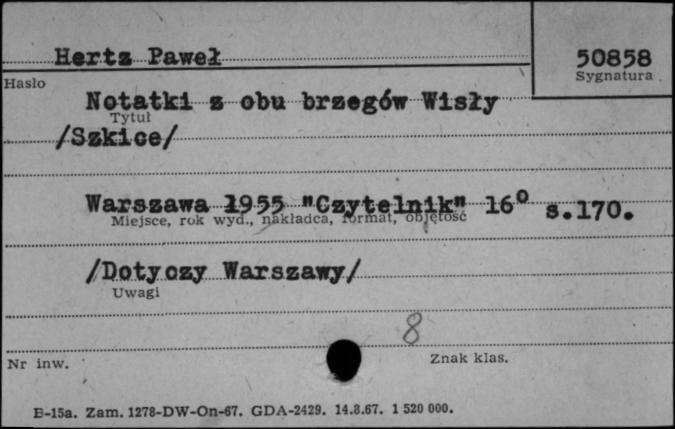 Hertz Paweł
50858
Hasło
Sygnatura
Notatki z obu brzegów Wisły
Tytuł
/Szkice/
Warszawa 1955 "Czytelnik" 16° s.170.
Miejsce, rok wyd., nakładca, format, objętość
/Dotyczy Warszawy/
Uwagi
8
Nr inw.
Znak klas.
E-15a. Zam. 1278-DW-On-67. GDA-2429. 14.8.67. 1 520 000.